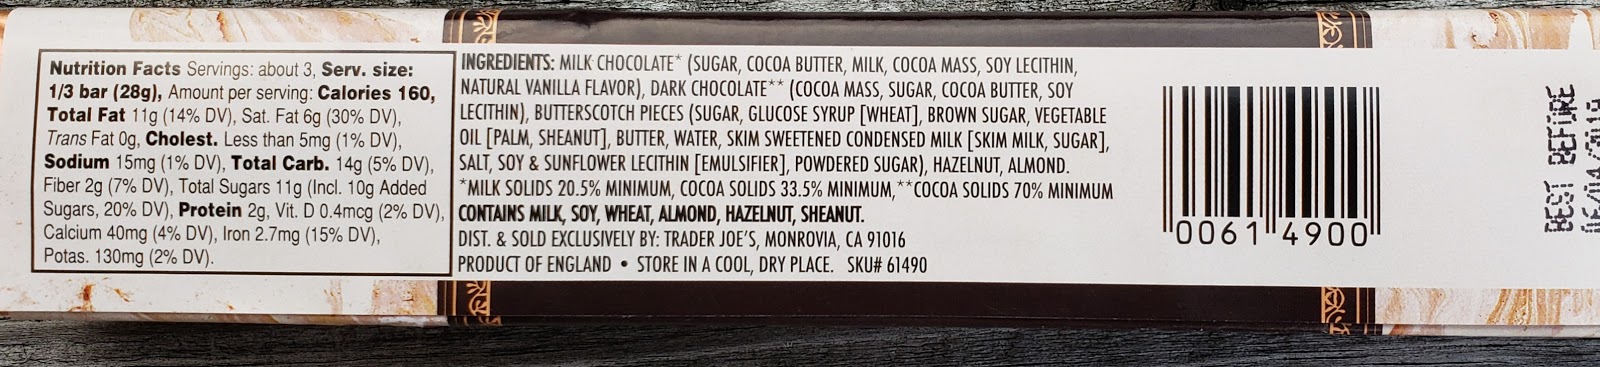 Nutrition Facts Servings: about 3, Serv. size:
1/3 bar (28g), Amount per serving: Calories 160,
Total Fat 11g (14% DV), Sat. Fat 6g (30% DV),
Trans Fat 0g, Cholest. Less than 5mg (1% DV),
Sodium 15mg (1% DV), Total Carb. 14g (5% DV),
Fiber 2g (7% DV), Total Sugars 11g (Incl. 10g Added
Sugars, 20% DV), Protein 2g, Vit. D 0.4mcg (2% DV),
Calcium 40mg (4% DV), Iron 2.7mg (15% DV),
Potas. 130mg (2% DV).
INGREDIENTS: MILK CHOCOLATE* (SUGAR, COCOA BUTTER, MILK, COCOA MASS, SOY LECITHIN,
NATURAL VANILLA FLAVOR), DARK CHOCOLATE** (COCOA MASS, SUGAR, COCOA BUTTER, SOY
LECITHIN), BUTTERSCOTCH PIECES (SUGAR, GLUCOSE SYRUP [WHEAT], BROWN SUGAR, VEGETABLE
OIL [PALM, SHEANUT], BUTTER, WATER, SKIM SWEETENED CONDENSED MILK [SKIM MILK, SUGAR],
SALT, SOY & SUNFLOWER LECITHIN [EMULSIFIER], POWDERED SUGAR), HAZELNUT, ALMOND.
*MILK SOLIDS 20.5% MINIMUM, COCOA SOLIDS 33.5% MINIMUM, **COCOA SOLIDS 70% MINIMUM
CONTAINS MILK, SOY, WHEAT, ALMOND, HAZELNUT, SHEANUT.
DIST. & SOLD EXCLUSIVELY BY: TRADER JOE'S, MONROVIA, CA 91016
PRODUCT OF ENGLAND • STORE IN A COOL, DRY PLACE. SKU# 61490
0061 4900
BEST BEFORE